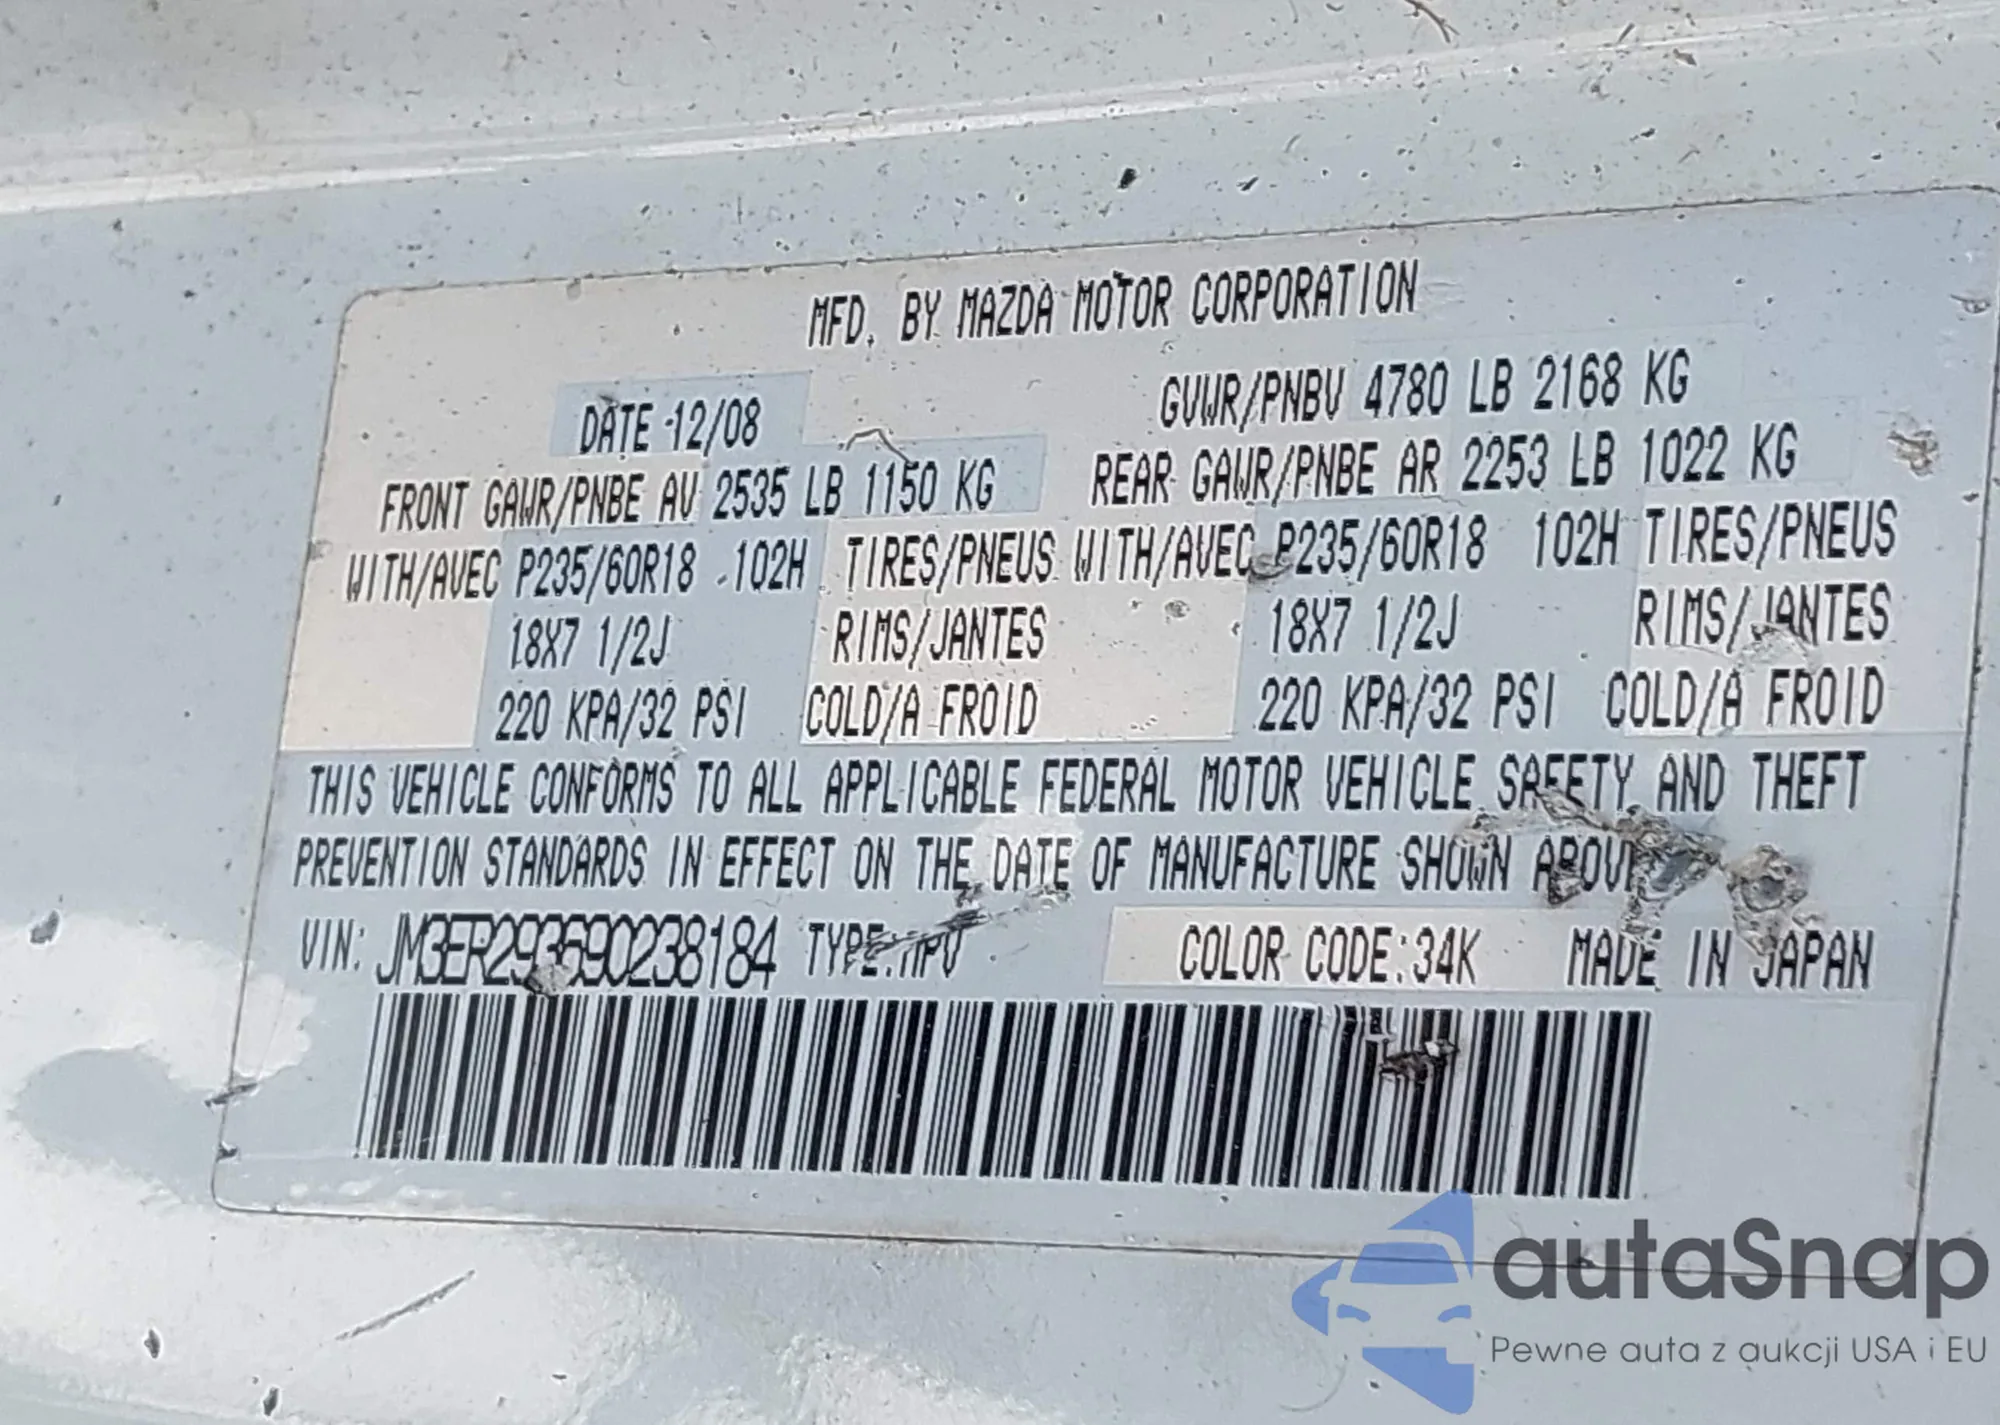 MFD. BY MAZDA MOTOR CORPORATION
DATE 12/08 GVWR/PNBV 4780 LB 2168 KG
FRONT GAWR/PNBE AV 2535 LB 1150 KG REAR GAWR/PNBE AR 2253 LB 1022 KG
WITH/AVEC P235/60R18 102H TIRES/PNEUS WITH/AVEC P235/60R18 102H TIRES/PNEUS
18X7 1/2J RIMS/JANTES 18X7 1/2J RIMS/JANTES
220 KPA/32 PSI COLD/A FROID 220 KPA/32 PSI COLD/A FROID
THIS VEHICLE CONFORMS TO ALL APPLICABLE FEDERAL MOTOR VEHICLE SAFETY AND THEFT
PREVENTION STANDARDS IN EFFECT ON THE DATE OF MANUFACTURE SHOWN ABOVE
VIN: JM3ER293690238184 TYPE:MPV COLOR CODE:34K MADE IN JAPAN
autaSnap
Pewne auta z aukcji USA i EU